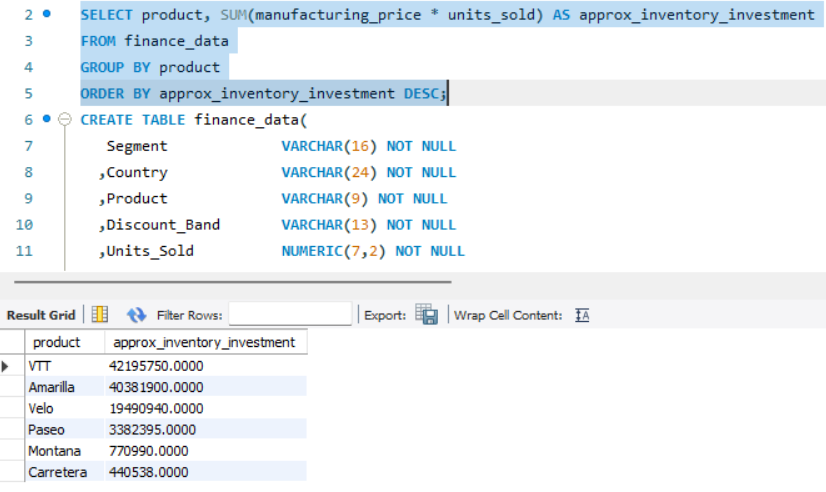 2 SELECT product, SUM(manufacturing_price * units_sold) AS approx_inventory_investment
3 FROM finance_data
4 GROUP BY product
5 ORDER BY approx_inventory_investment DESC;
6 CREATE TABLE finance_data(
7 Segment VARCHAR(16) NOT NULL
8 ,Country VARCHAR(24) NOT NULL
9 ,Product VARCHAR(9) NOT NULL
10 ,Discount_Band VARCHAR(13) NOT NULL
11 ,Units_Sold NUMERIC(7,2) NOT NULL
Result Grid Filter Rows: Export: Wrap Cell Content: IA
product approx_inventory_investment
VTT 42195750.0000
Amarilla 40381900.0000
Velo 19490940.0000
Paseo 3382395.0000
Montana 770990.0000
Carretera 440538.0000